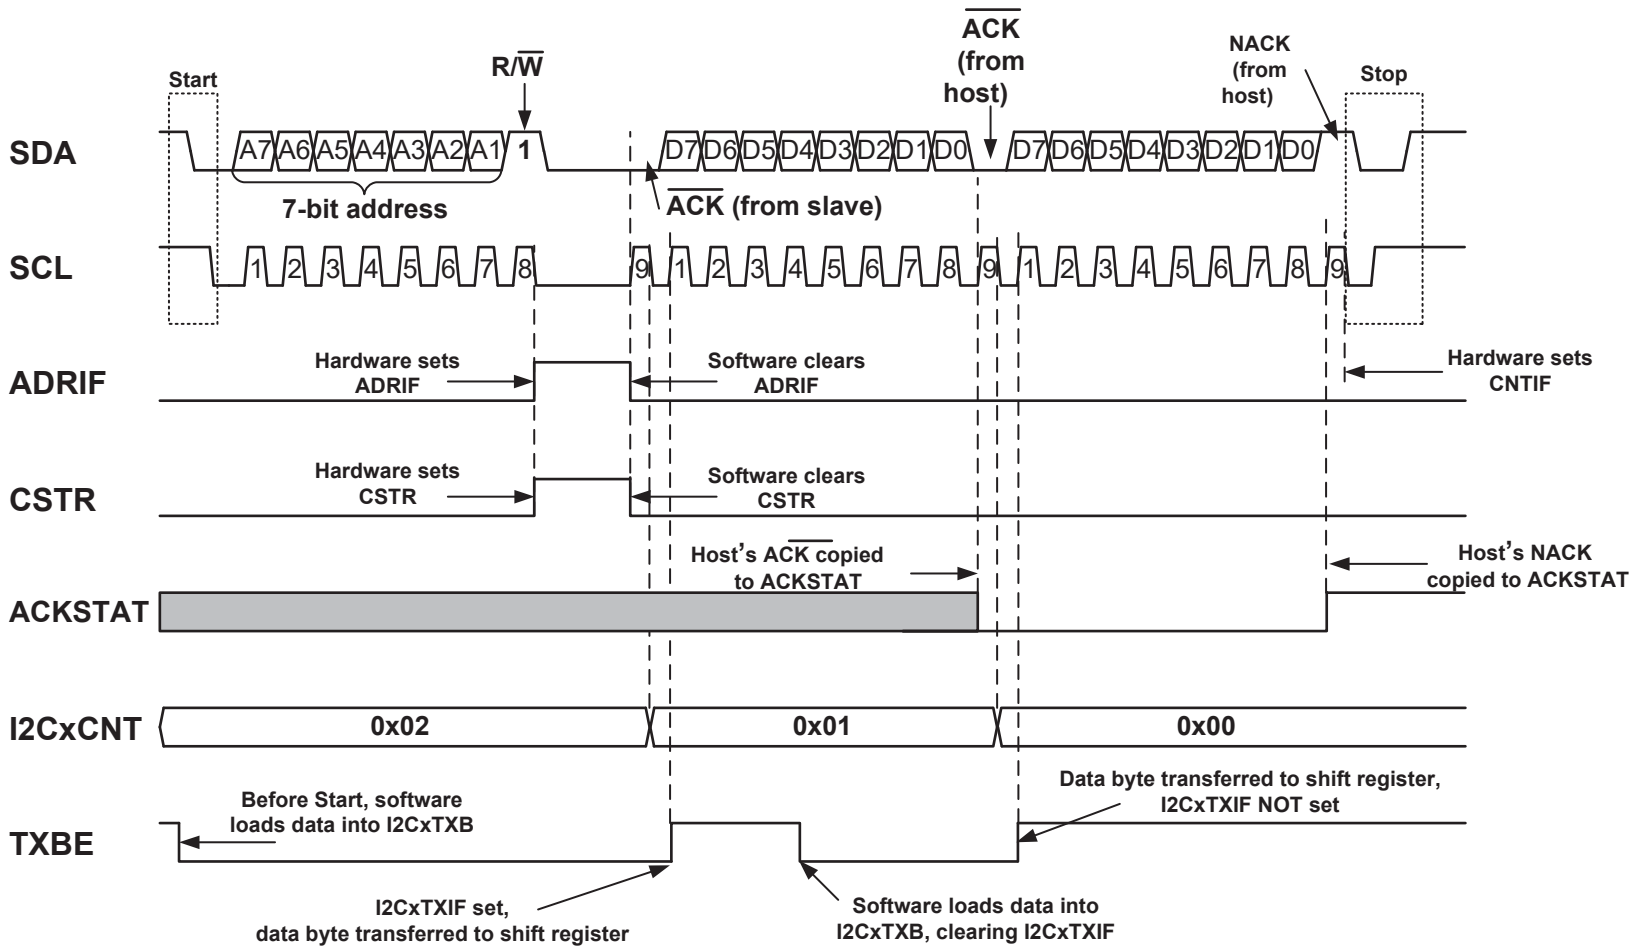 ACK
(from
host)
NACK
(from
host)
Start
R/W
Stop
SDA
A7 A6 A5 A4 A3 A2 A1 1 D7 D6 D5 D4 D3 D2 D1 D0 D7 D6 D5 D4 D3 D2 D1 D0
7-bit address
ACK (from slave)
SCL
1 2 3 4 5 6 7 8 9 1 2 3 4 5 6 7 8 9 1 2 3 4 5 6 7 8 9
ADRIF
Hardware sets
ADRIF
Software clears
ADRIF
Hardware sets
CNTIF
CSTR
Hardware sets
CSTR
Software clears
CSTR
Host's ACK copied
to ACKSTAT
Host's NACK
copied to ACKSTAT
ACKSTAT
I2CxCNT
0x02 0x01 0x00
TXBE
Before Start, software
loads data into I2CxTXB
Data byte transferred to shift register,
I2CxTXIF NOT set
I2CxTXIF set,
data byte transferred to shift register
Software loads data into
I2CxTXB, clearing I2CxTXIF